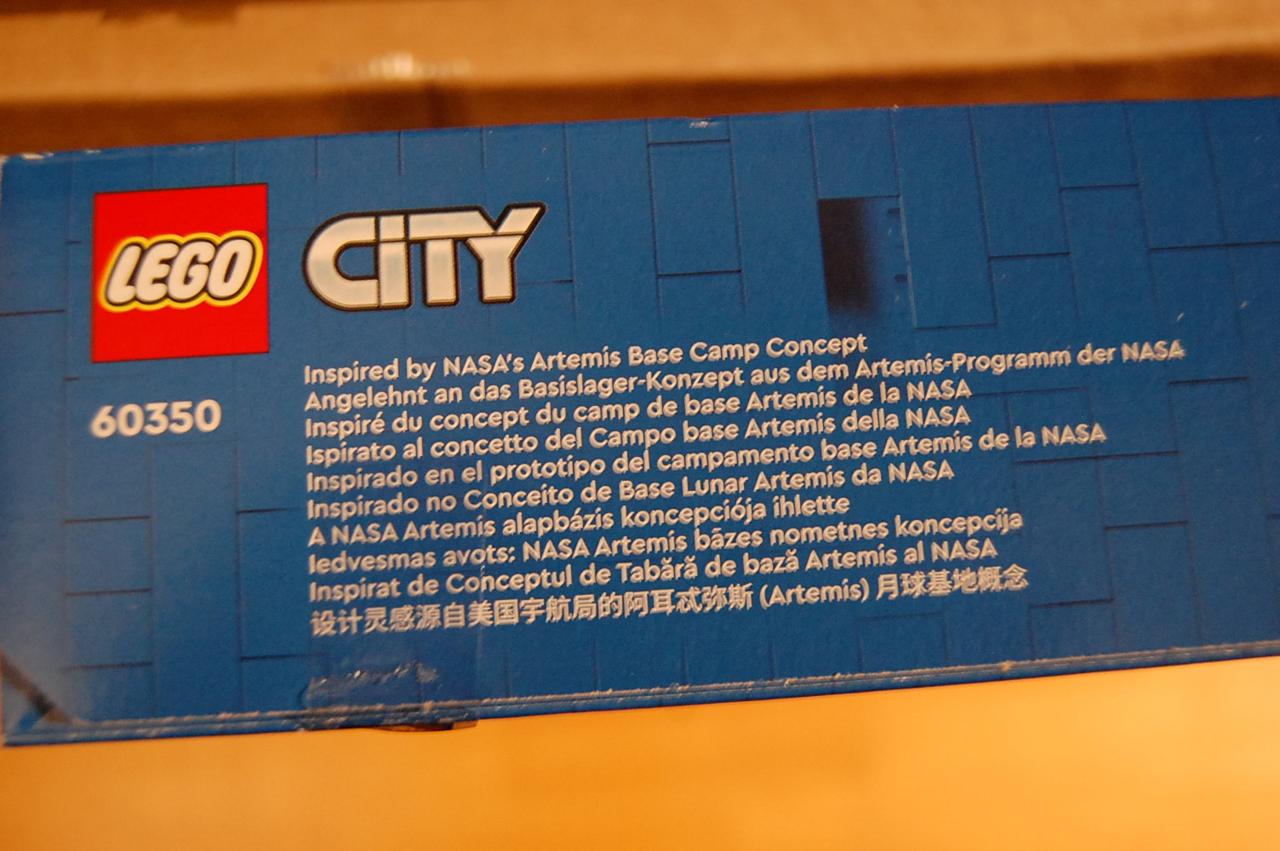 LEGO
CITY
60350
Inspired by NASA's Artemis Base Camp Concept
Angelehnt an das Basislager-Konzept aus dem Artemis-Programm der NASA
Inspiré du concept du camp de base Artemis de la NASA
Ispirato al concetto del Campo base Artemis della NASA
Inspirado en el prototipo del campamento base Artemis de la NASA
Inspirado no Conceito de Base Lunar Artemis da NASA
A NASA Artemis alapbázis koncepciója ihlette
Iedvesmas avots: NASA Artemis bāzes nometnes koncepcija
Inspirat de Conceptul de Tabără de bază Artemis al NASA
设计灵感源自美国宇航局的阿耳忒弥斯 (Artemis) 月球基地概念